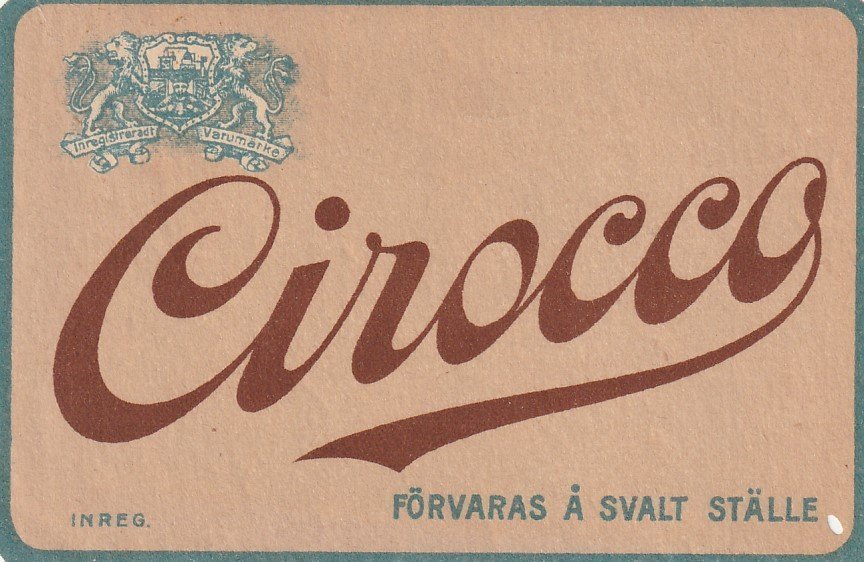 Inregistreradt Varumärke
Cirocco
INREG.
FÖRVARAS Å SVALT STÄLLE